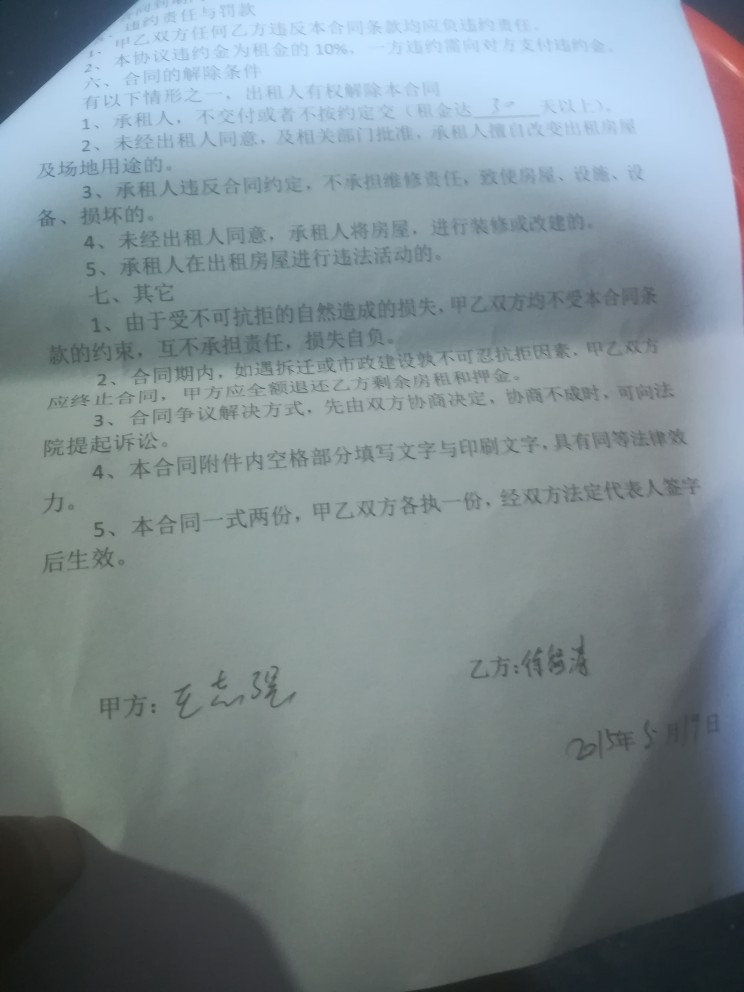 违约责任与罚款
1、甲乙双方任何乙方违反本合同条款均应负违约责任。
2、本协议违约金为租金的10%，一方违约需向对方支付违约金。
六、合同的解除条件
有以下情形之一，出租人有权解除本合同
1、承租人，不交付或者不按约定交（租金达 30 天以上）。
2、未经出租人同意，及相关部门批准，承租人擅自改变出租房屋
及场地用途的。
3、承租人违反合同约定，不承担维修责任，致使房屋、设施、设
备、损坏的。
4、未经出租人同意，承租人将房屋，进行装修或改建的。
5、承租人在出租房屋进行违法活动的。
七、其它
1、由于受不可抗拒的自然造成的损失，甲乙双方均不受本合同条
款的约束，互不承担责任，损失自负。
2、合同期内，如遇拆迁或市政建设孰不可忍抗拒因素，甲乙双方
应终止合同，甲方应全额退还乙方剩余房租和押金。
3、合同争议解决方式，先由双方协商决定，协商不成时，可向法
院提起诉讼。
4、本合同附件内空格部分填写文字与印刷文字，具有同等法律效
力。
5、本合同一式两份，甲乙双方各执一份，经双方法定代表人签字
后生效。
甲方：王志强
乙方：
2015年5月19日